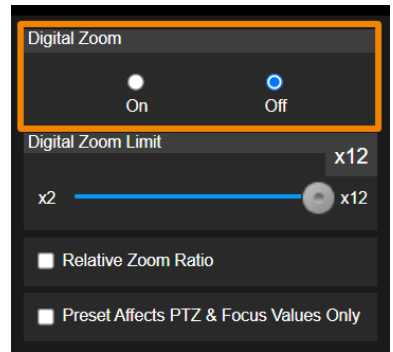 Digital Zoom
On Off
Digital Zoom Limit
x12
x2 x12
Relative Zoom Ratio
Preset Affects PTZ & Focus Values Only